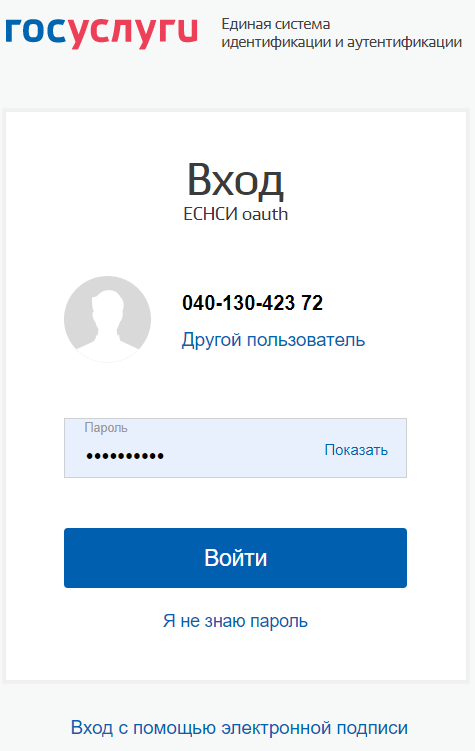 госуслуги
Единая система
идентификации и аутентификации
Вход
ЕСНСИ oauth
040-130-423 72
Другой пользователь
Пароль
••••••••••
Показать
Войти
Я не знаю пароль
Вход с помощью электронной подписи